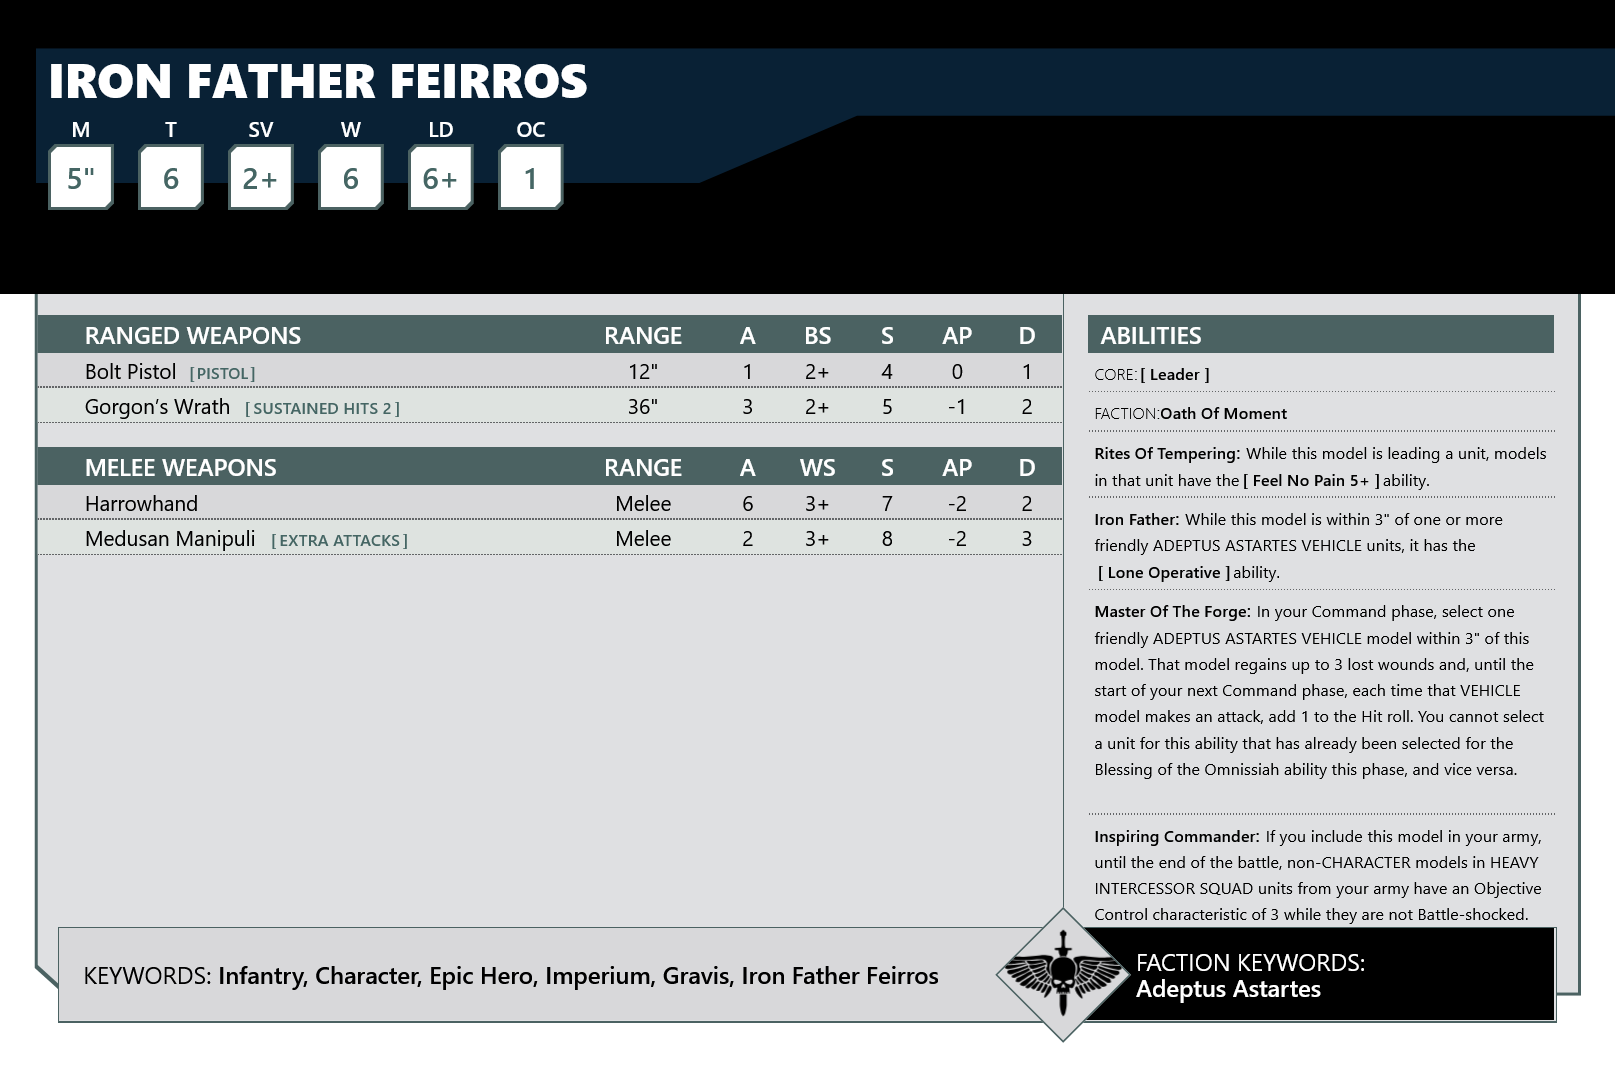 IRON FATHER FEIRROS
M T SV W LD OC
5" 6 2+ 6 6+ 1
RANGED WEAPONS RANGE A BS S AP D
Bolt Pistol [PISTOL] 12" 1 2+ 4 0 1
Gorgon’s Wrath [ SUSTAINED HITS 2 ] 36" 3 2+ 5 -1 2
MELEE WEAPONS RANGE A WS S AP D
Harrowhand Melee 6 3+ 7 -2 2
Medusan Manipuli [ EXTRA ATTACKS ] Melee 2 3+ 8 -2 3
ABILITIES
CORE: [ Leader ]
FACTION:Oath Of Moment
Rites Of Tempering: While this model is leading a unit, models
in that unit have the [ Feel No Pain 5+ ] ability.
Iron Father: While this model is within 3" of one or more
friendly ADEPTUS ASTARTES VEHICLE units, it has the
[ Lone Operative ] ability.
Master Of The Forge: In your Command phase, select one
friendly ADEPTUS ASTARTES VEHICLE model within 3" of this
model. That model regains up to 3 lost wounds and, until the
start of your next Command phase, each time that VEHICLE
model makes an attack, add 1 to the Hit roll. You cannot select
a unit for this ability that has already been selected for the
Blessing of the Omnissiah ability this phase, and vice versa.
Inspiring Commander: If you include this model in your army,
until the end of the battle, non-CHARACTER models in HEAVY
INTERCESSOR SQUAD units from your army have an Objective
Control characteristic of 3 while they are not Battle-shocked.
KEYWORDS: Infantry, Character, Epic Hero, Imperium, Gravis, Iron Father Feirros
FACTION KEYWORDS:
Adeptus Astartes